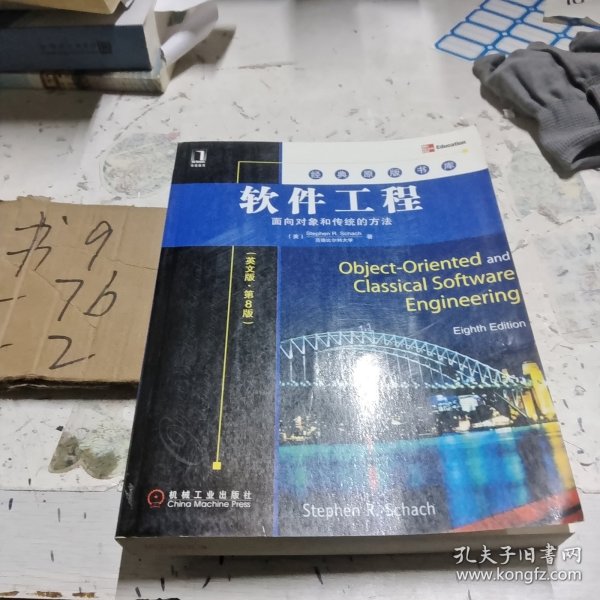 Education
经典原版书库
软件工程
面向对象和传统的方法
(美) Stephen R. Schach 著
范德比尔特大学
(英文版·第8版)
Object-Oriented and
Classical Software
Engineering
Eighth Edition
机械工业出版社
China Machine Press
Stephen R. Schach
书9
-76
-2
孔夫子旧书网
www.kongfz.com